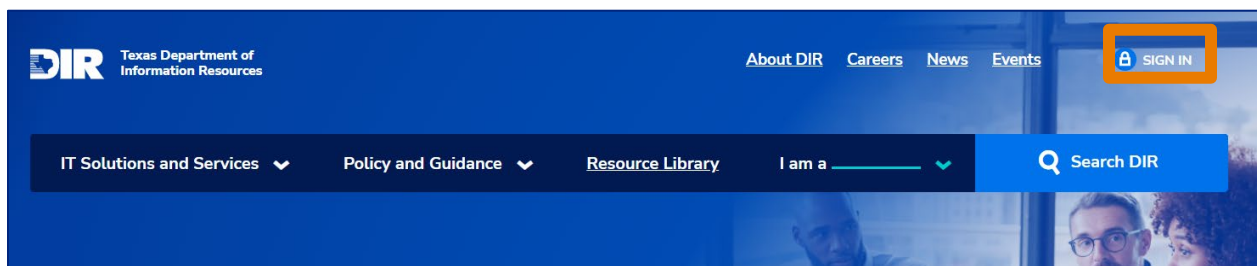 DIR
Texas Department of
Information Resources
About DIR Careers News Events SIGN IN
IT Solutions and Services Policy and Guidance Resource Library I am a Search DIR